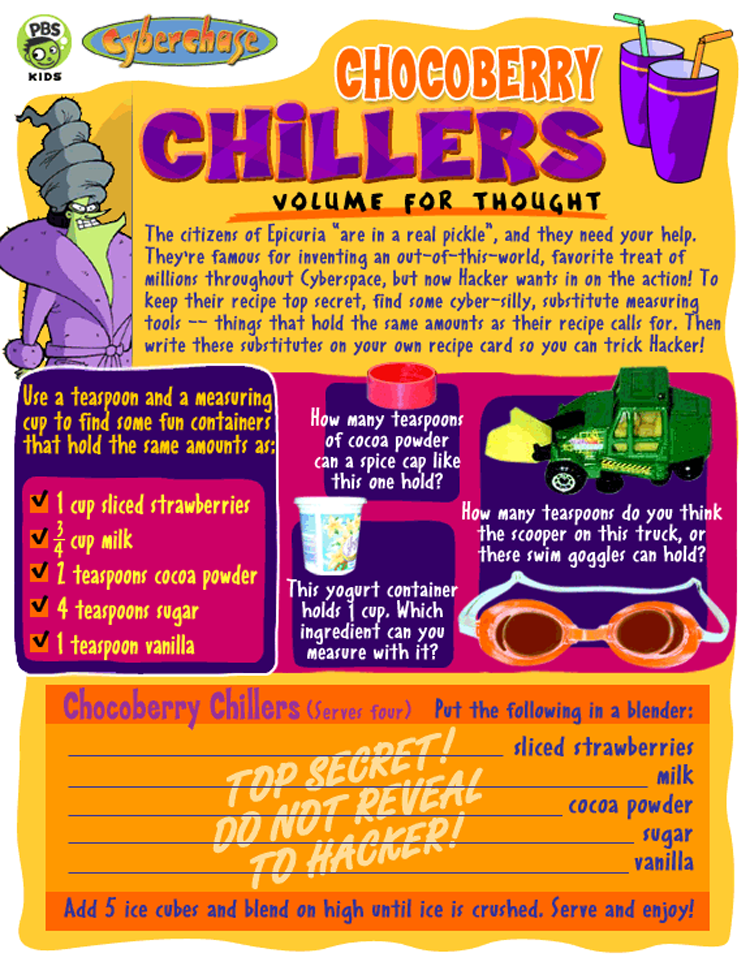 PBS
KIDS
Cyberchase
CHOCOBERRY
CHiLLERS
VOLUME FOR THOUGHT
The citizens of Epicuria "are in a real pickle", and they need your help.
They're famous for inventing an out-of-this-world, favorite treat of
millions throughout Cyberspace, but now Hacker wants in on the action! To
keep their recipe top secret, find some cyber-silly, substitute measuring
tools -- things that hold the same amounts as their recipe calls for. Then
write these substitutes on your own recipe card so you can trick Hacker!
Use a teaspoon and a measuring
cup to find some fun containers
that hold the same amounts as:
1 cup sliced strawberries
3/4 cup milk
2 teaspoons cocoa powder
4 teaspoons sugar
1 teaspoon vanilla
How many teaspoons
of cocoa powder
can a spice cap like
this one hold?
This yogurt container
holds 1 cup. Which
ingredient can you
measure with it?
How many teaspoons do you think
the scooper on this truck, or
these swim goggles can hold?
Chocoberry Chillers (Serves four) Put the following in a blender:
sliced strawberries
milk
cocoa powder
sugar
vanilla
TOP SECRET!
DO NOT REVEAL
TO HACKER!
Add 5 ice cubes and blend on high until ice is crushed. Serve and enjoy!